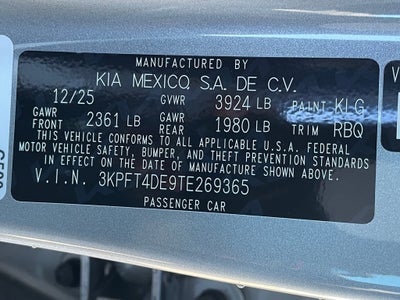 MANUFACTURED BY
KIA MEXICO, S.A. DE C.V.
12/25 GVWR 3924 LB PAINT KLG
GAWR FRONT 2361 LB GAWR REAR 1980 LB TRIM RBQ
THIS VEHICLE CONFORMS TO ALL APPLICABLE U.S.A. FEDERAL
MOTOR VEHICLE SAFETY, BUMPER, AND THEFT PREVENTION STANDARDS
IN EFFECT ON THE DATE OF MANUFACTURE SHOWN ABOVE.
V.I.N. 3KPFT4DE9TE269365
PASSENGER CAR